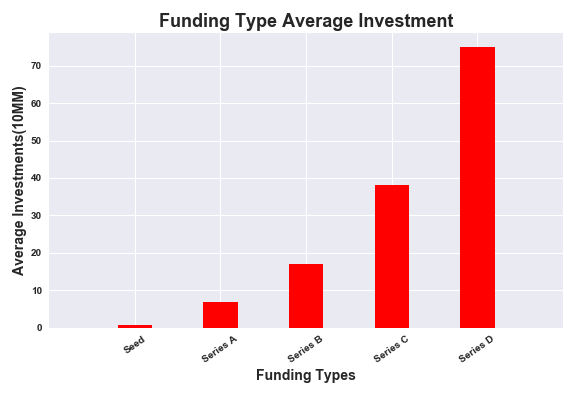 Funding Type Average Investment
Average Investments(10MM)
70
60
50
40
30
20
10
0
Seed
Series A
Series B
Series C
Series D
Funding Types